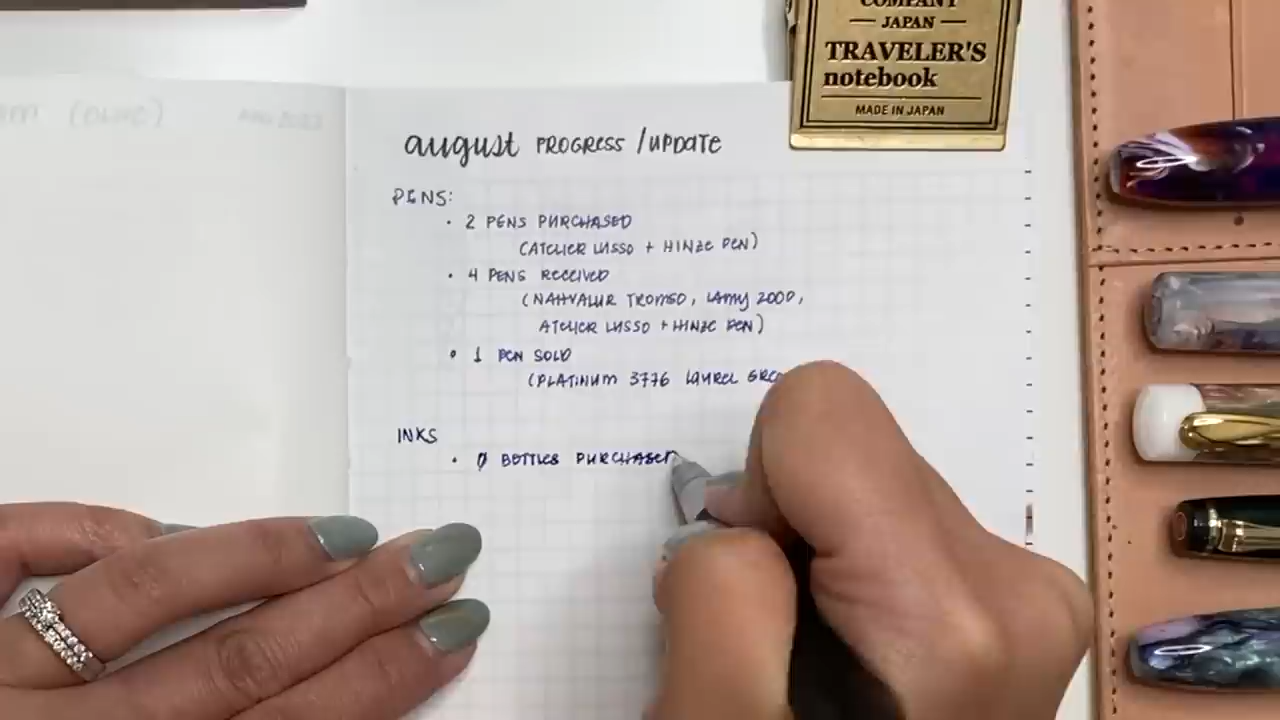 COMPANY
JAPAN
TRAVELER'S
notebook
MADE IN JAPAN
august PROGRESS / UPDATE
PENS:
• 2 PENS PURCHASED
(ATELIER LUSSO + HINZE PEN)
• 4 PENS RECEIVED
(NAHVALUR TROMSO, LAMY 2000,
ATELIER LUSSO + HINZE PEN)
• 1 PEN SOLD
(PLATINUM 3776 LAUREL
INKS
• 0 BOTTLES PURCHASE